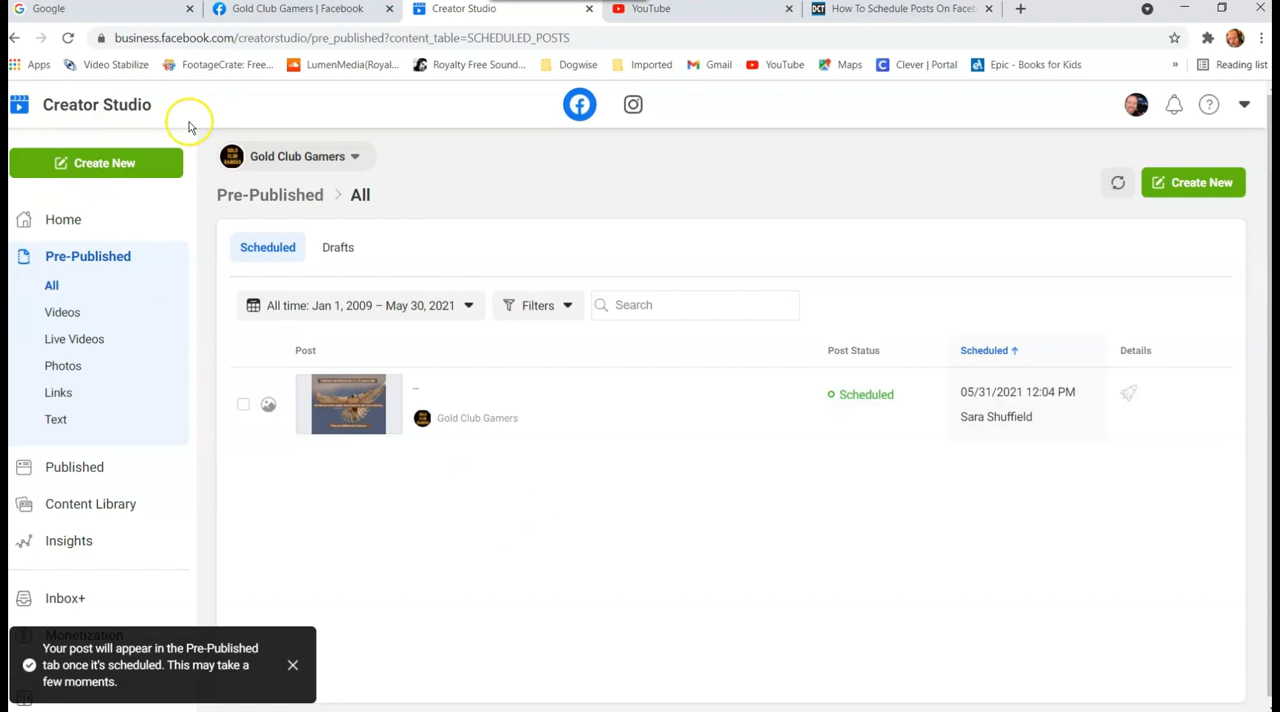 Google
Gold Club Gamers | Facebook
Creator Studio
YouTube
How To Schedule Posts On Faceb
business.facebook.com/creatorstudio/pre_published?content_table=SCHEDULED_POSTS
Apps
Video Stabilize
FootageCrate: Free...
LumenMedia(Royal...
Royalty Free Sound...
Dogwise
Imported
Gmail
YouTube
Maps
Clever | Portal
Epic - Books for Kids
»
Reading list
Creator Studio
Create New
Gold Club Gamers
Pre-Published > All
Create New
Home
Pre-Published
All
Videos
Live Videos
Photos
Links
Text
Published
Content Library
Insights
Inbox+
Monetization
Scheduled
Drafts
All time: Jan 1, 2009 – May 30, 2021
Filters
Search
Post
Post Status
Scheduled ↑
Details
--
Gold Club Gamers
Scheduled
05/31/2021 12:04 PM
Sara Shuffield
Your post will appear in the Pre-Published
tab once it's scheduled. This may take a
few moments.